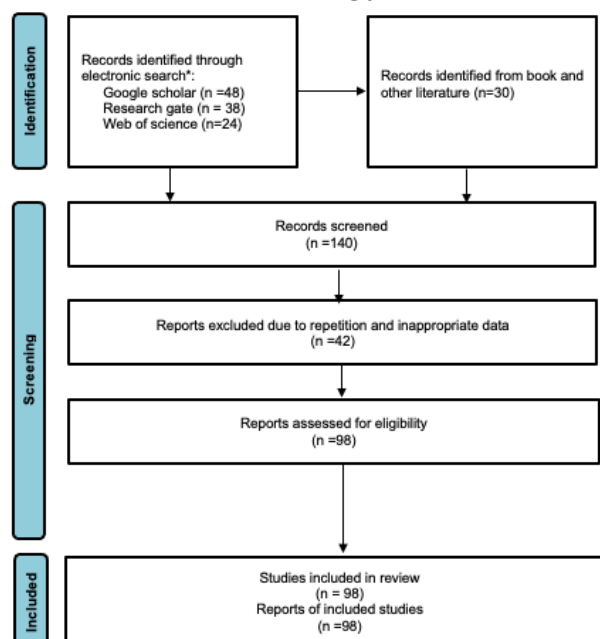 Identification
Records identified through
electronic search*:
Google scholar (n =48)
Research gate ( n = 38)
Web of science (n=24)
Records identified from book and
other literature (n=30)
Screening
Records screened
(n =140)
Reports excluded due to repetition and inappropriate data
(n =42)
Reports assessed for eligibility
(n =98)
Included
Studies included in review
(n = 98)
Reports of included studies
(n =98)